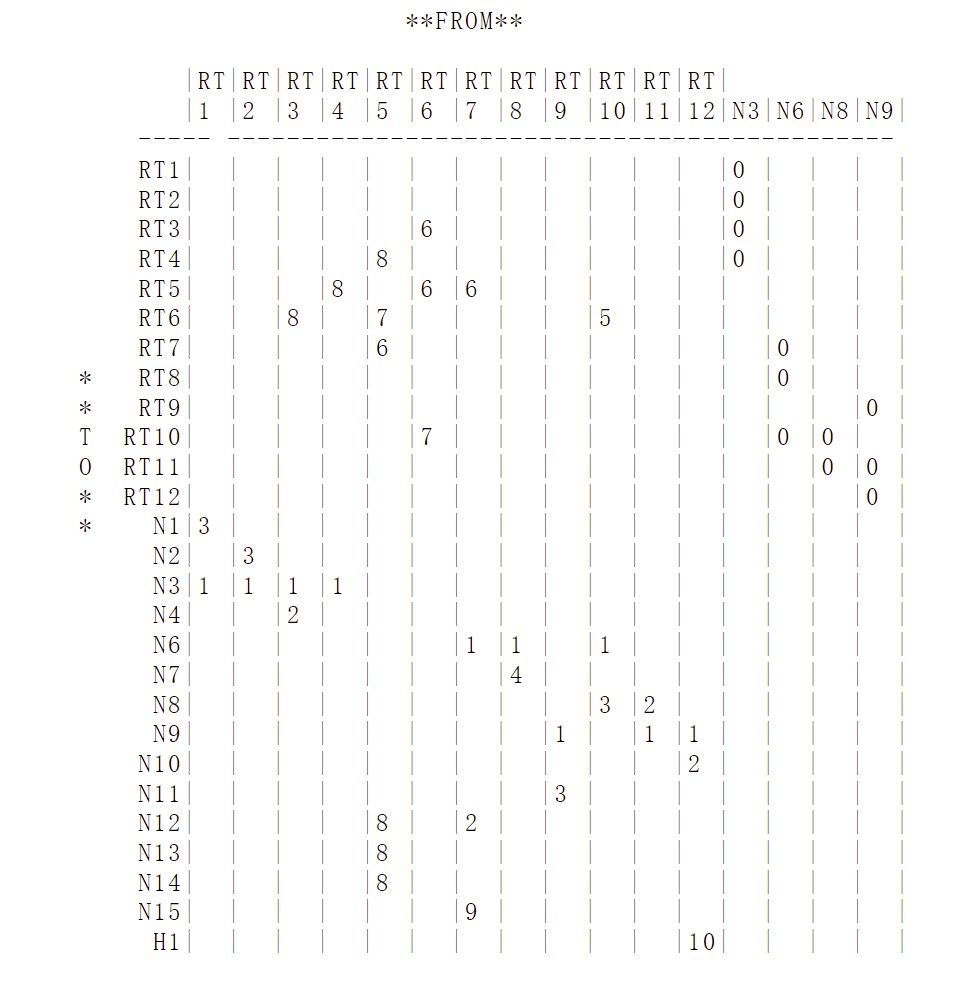 **FROM**
|RT|RT|RT|RT|RT|RT|RT|RT|RT|RT|RT|RT|
|1 |2 |3 |4 |5 |6 |7 |8 |9 |10|11|12|N3|N6|N8|N9|
----- ---------------------------------------------
RT1| | | | | | | | | | | | |0 | | | |
RT2| | | | | | | | | | | | |0 | | | |
RT3| | | | | |6 | | | | | | |0 | | | |
RT4| | | | |8 | | | | | | | |0 | | | |
RT5| | | |8 | |6 |6 | | | | | | | | | |
RT6| | |8 | |7 | | | | |5 | | | | | | |
RT7| | | | |6 | | | | | | | | |0 | | |
* RT8| | | | | | | | | | | | | |0 | | |
* RT9| | | | | | | | | | | | | | | |0 |
T RT10| | | | | |7 | | | | | | | |0 |0 | |
O RT11| | | | | | | | | | | | | | |0 |0 |
* RT12| | | | | | | | | | | | | | | |0 |
* N1|3 | | | | | | | | | | | | | | | |
N2| |3 | | | | | | | | | | | | | | |
N3|1 |1 |1 |1 | | | | | | | | | | | | |
N4| | |2 | | | | | | | | | | | | | |
N6| | | | | | |1 |1 | |1 | | | | | | |
N7| | | | | | | |4 | | | | | | | | |
N8| | | | | | | | | |3 |2 | | | | | |
N9| | | | | | | | |1 | |1 |1 | | | | |
N10| | | | | | | | | | | |2 | | | | |
N11| | | | | | | | |3 | | | | | | | |
N12| | | | |8 | |2 | | | | | | | | | |
N13| | | | |8 | | | | | | | | | | | |
N14| | | | |8 | | | | | | | | | | | |
N15| | | | | | |9 | | | | | | | | | |
H1| | | | | | | | | | | |10| | | | |